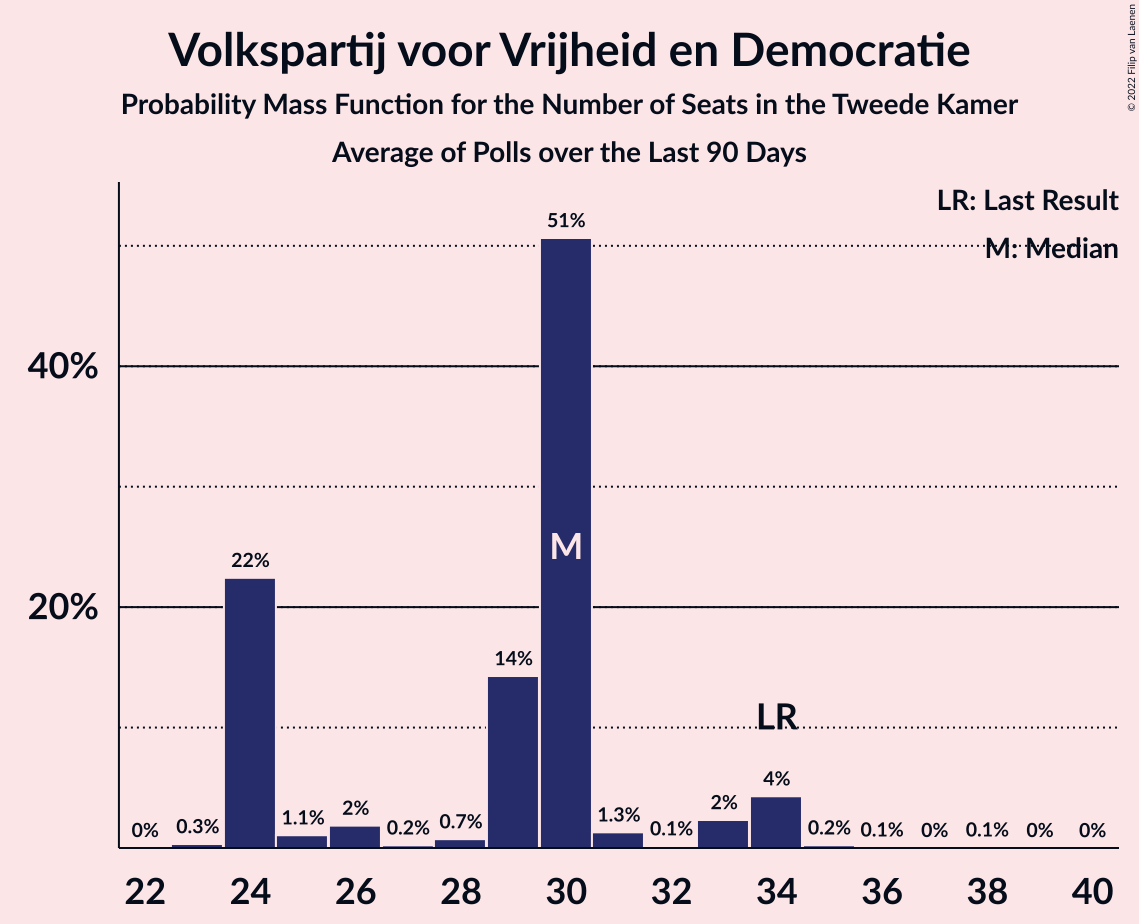 Volkspartij voor Vrijheid en Democratie
Probability Mass Function for the Number of Seats in the Tweede Kamer
Average of Polls over the Last 90 Days
© 2022 Filip van Laenen
LR: Last Result
M: Median
51%
40%
M
22%
20%
14%
LR
4%
0%
0.3%
1.1%
2%
0.2%
0.7%
1.3%
0.1%
2%
0.2%
0.1%
0%
0.1%
0%
0%
22 24 26 28 30 32 34 36 38 40